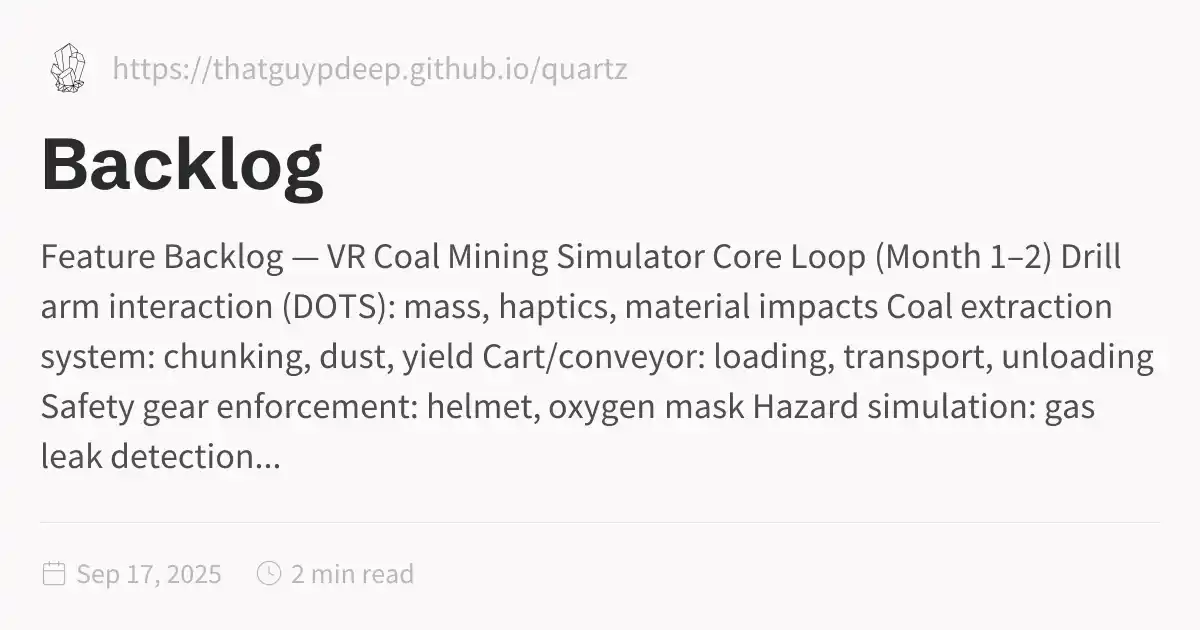 https://thatguypdeep.github.io/quartz
Backlog
Feature Backlog — VR Coal Mining Simulator Core Loop (Month 1–2) Drill
arm interaction (DOTS): mass, haptics, material impacts Coal extraction
system: chunking, dust, yield Cart/conveyor: loading, transport, unloading
Safety gear enforcement: helmet, oxygen mask Hazard simulation: gas
leak detection...
Sep 17, 2025 2 min read